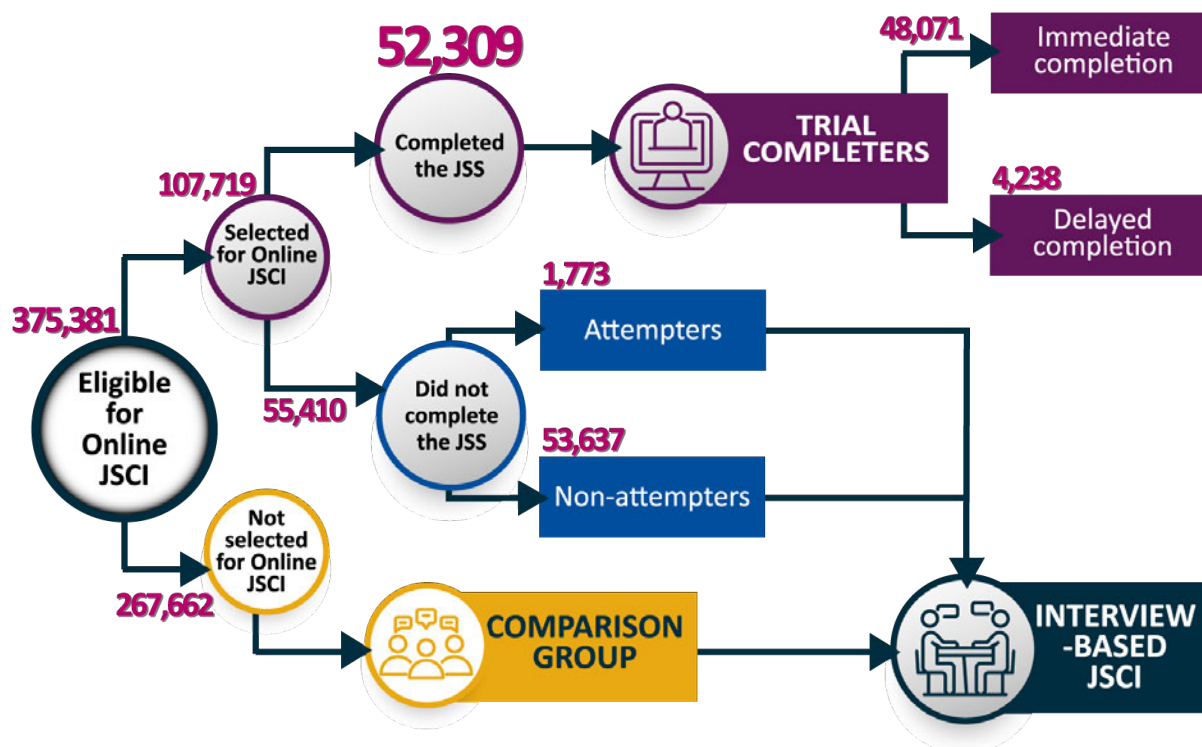 52,309
48,071
Immediate
completion
Completed
the JSS
TRIAL
COMPLETERS
107,719
4,238
Selected
for Online
JSCI
Delayed
completion
375,381
1,773
Attempters
Eligible
for
Online
JSCI
55,410
Did not
complete
the JSS
53,637
Non-attempters
Not
selected
for Online
JSCI
267,662
COMPARISON
GROUP
INTERVIEW
-BASED
JSCI